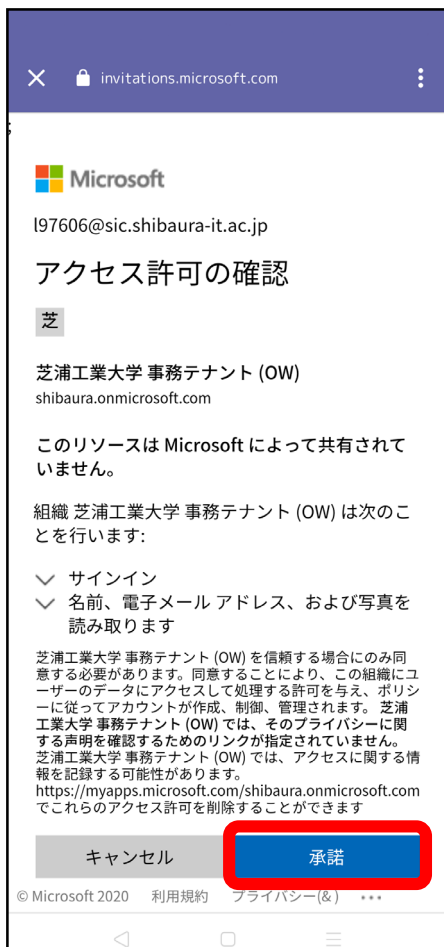 invitations.microsoft.com
Microsoft
l97606@sic.shibaura-it.ac.jp
アクセス許可の確認
芝
芝浦工業大学 事務テナント (OW)
shibaura.onmicrosoft.com
このリソースは Microsoft によって共有されて
いません。
組織 芝浦工業大学 事務テナント (OW) は次のこ
とを行います:
サインイン
名前、電子メール アドレス、および写真を
読み取ります
芝浦工業大学 事務テナント (OW) を信頼する場合にのみ同
意する必要があります。同意することにより、この組織にユ
ーザーのデータにアクセスして処理する許可を与え、ポリシ
ーに従ってアカウントが作成、制御、管理されます。 芝浦
工業大学 事務テナント (OW) では、そのプライバシーに関
する声明を確認するためのリンクが指定されていません。
芝浦工業大学 事務テナント (OW) では、アクセスに関する情
報を記録する可能性があります。
https://myapps.microsoft.com/shibaura.onmicrosoft.com
でこれらのアクセス許可を削除することができます
キャンセル 承諾
© Microsoft 2020 利用規約 プライバシー(& ) •••